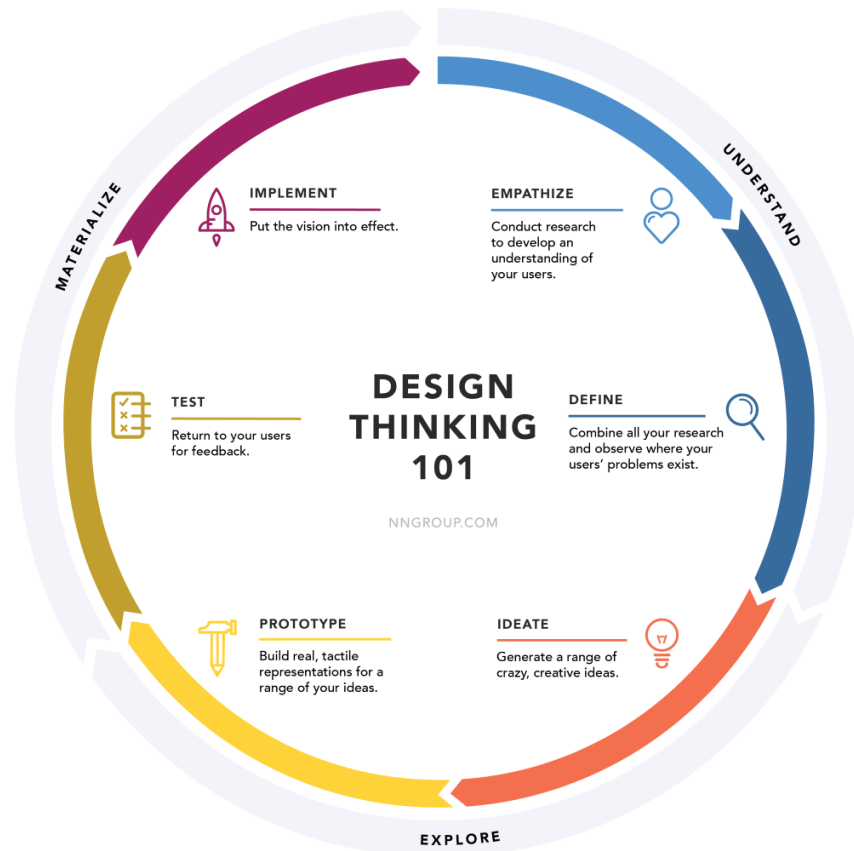 DESIGN
THINKING
101
NNGROUP.COM
UNDERSTAND
EMPATHIZE
Conduct research
to develop an
understanding of
your users.
DEFINE
Combine all your research
and observe where your
users' problems exist.
EXPLORE
IDEATE
Generate a range of
crazy, creative ideas.
PROTOTYPE
Build real, tactile
representations for a
range of your ideas.
MATERIALIZE
TEST
Return to your users
for feedback.
IMPLEMENT
Put the vision into effect.